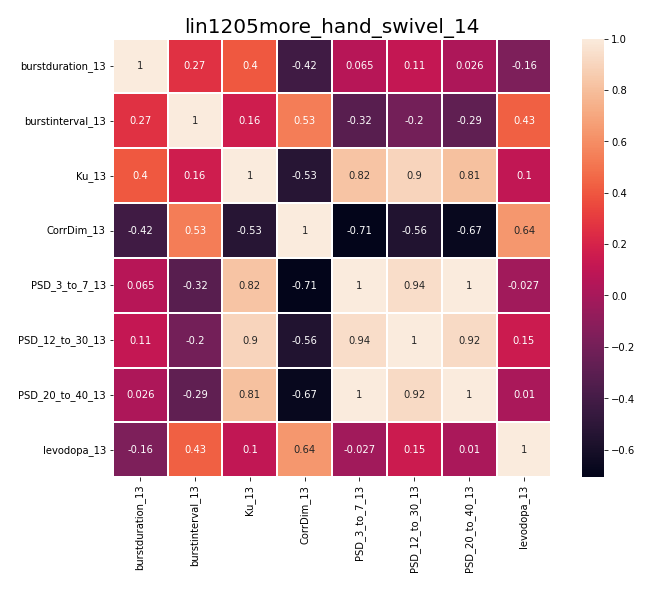 lin1205more_hand_swivel_14
burstduration_13 1 0.27 0.4 -0.42 0.065 0.11 0.026 -0.16
burstinterval_13 0.27 1 0.16 0.53 -0.32 -0.2 -0.29 0.43
Ku_13 0.4 0.16 1 -0.53 0.82 0.9 0.81 0.1
CorrDim_13 -0.42 0.53 -0.53 1 -0.71 -0.56 -0.67 0.64
PSD_3_to_7_13 0.065 -0.32 0.82 -0.71 1 0.94 1 -0.027
PSD_12_to_30_13 0.11 -0.2 0.9 -0.56 0.94 1 0.92 0.15
PSD_20_to_40_13 0.026 -0.29 0.81 -0.67 1 0.92 1 0.01
levodopa_13 -0.16 0.43 0.1 0.64 -0.027 0.15 0.01 1
burstduration_13
burstinterval_13
Ku_13
CorrDim_13
PSD_3_to_7_13
PSD_12_to_30_13
PSD_20_to_40_13
levodopa_13
1.0
0.8
0.6
0.4
0.2
0.0
−0.2
−0.4
−0.6